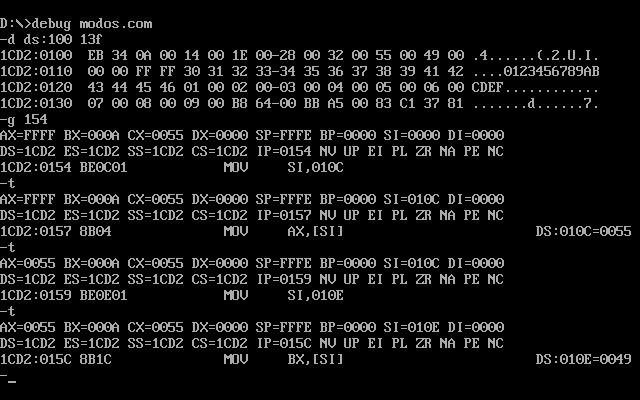 D:\>debug modos.com
-d ds:100 13f
1CD2:0100  EB 34 0A 00 14 00 1E 00-28 00 32 00 55 00 49 00  .4......(.2.U.I.
1CD2:0110  00 00 FF FF 30 31 32 33-34 35 36 37 38 39 41 42  ....0123456789AB
1CD2:0120  43 44 45 46 01 00 02 00-03 00 04 00 05 00 06 00  CDEF............
1CD2:0130  07 00 08 00 09 00 B8 64-00 BB A5 00 83 C1 37 81  .......d......7.
-g 154
AX=FFFF BX=000A CX=0055 DX=0000 SP=FFFE BP=0000 SI=0000 DI=0000
DS=1CD2 ES=1CD2 SS=1CD2 CS=1CD2 IP=0154 NV UP EI PL ZR NA PE NC
1CD2:0154 BE0C01            MOV     SI,010C
-t
AX=FFFF BX=000A CX=0055 DX=0000 SP=FFFE BP=0000 SI=010C DI=0000
DS=1CD2 ES=1CD2 SS=1CD2 CS=1CD2 IP=0157 NV UP EI PL ZR NA PE NC
1CD2:0157 8B04              MOV     AX,[SI]                        DS:010C=0055
-t
AX=0055 BX=000A CX=0055 DX=0000 SP=FFFE BP=0000 SI=010C DI=0000
DS=1CD2 ES=1CD2 SS=1CD2 CS=1CD2 IP=0159 NV UP EI PL ZR NA PE NC
1CD2:0159 BE0E01            MOV     SI,010E
-t
AX=0055 BX=000A CX=0055 DX=0000 SP=FFFE BP=0000 SI=010E DI=0000
DS=1CD2 ES=1CD2 SS=1CD2 CS=1CD2 IP=015C NV UP EI PL ZR NA PE NC
1CD2:015C 8B1C              MOV     BX,[SI]                        DS:010E=0049
-_